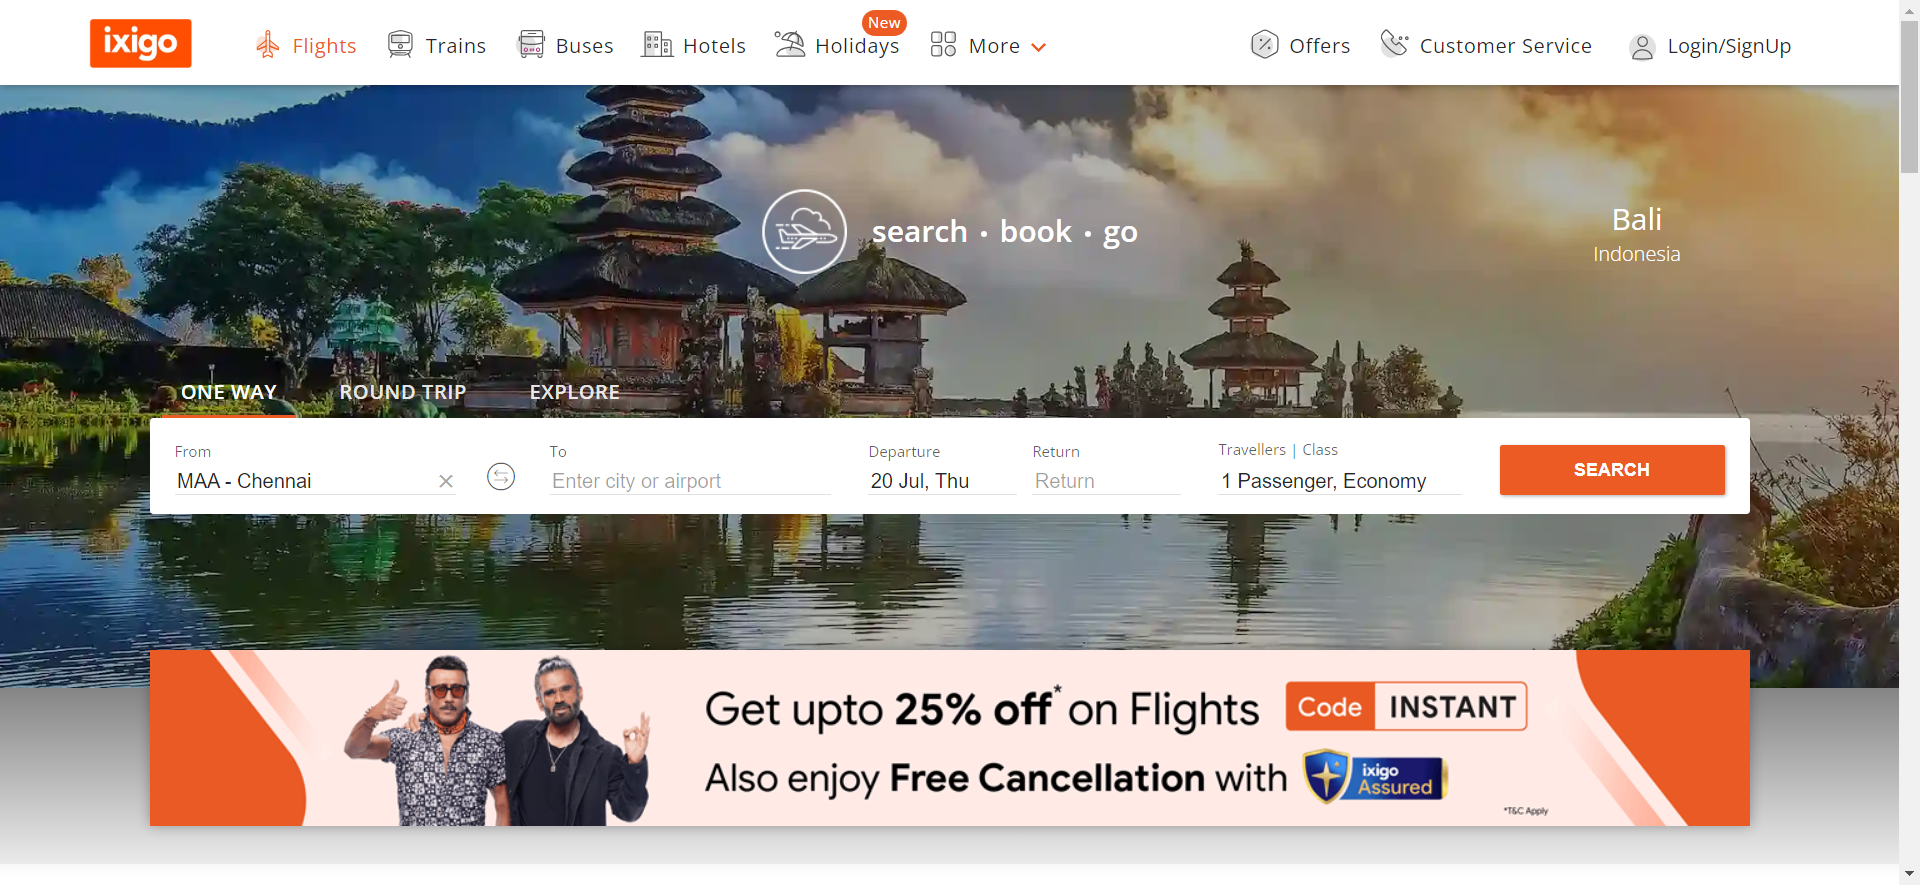 ixigo
Flights
Trains
Buses
Hotels
New
Holidays
More
Offers
Customer Service
Login/SignUp
search • book • go
Bali
Indonesia
ONE WAY
ROUND TRIP
EXPLORE
From
MAA - Chennai
To
Enter city or airport
Departure
20 Jul, Thu
Return
Return
Travellers | Class
1 Passenger, Economy
SEARCH
Get upto 25% off* on Flights
Code INSTANT
Also enjoy Free Cancellation with
ixigo
Assured
*T&C Apply